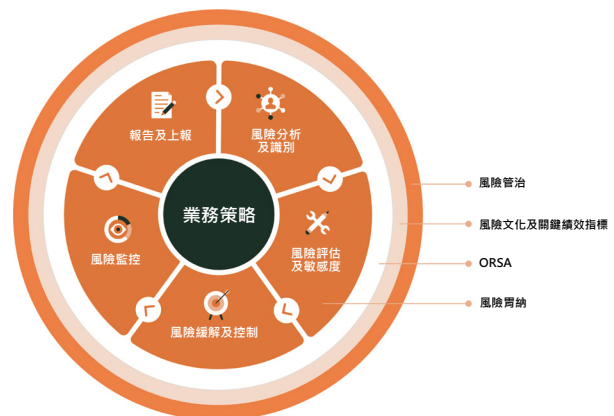 報告及上報
風險分析
及識別
業務策略
風險監控
風險評估
及敏感度
風險緩解及控制
風險管治
風險文化及關鍵績效指標
ORSA
風險胃納